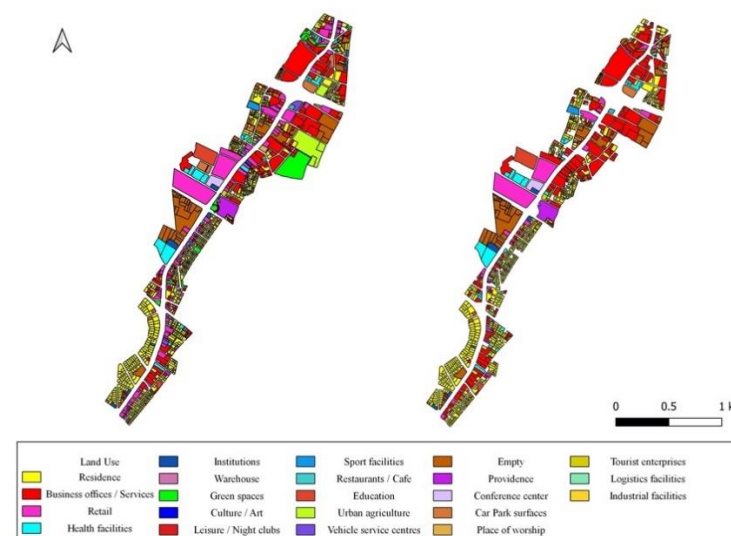 0 0.5 1 k
Land Use Institutions Sport facilities Empty Tourist enterprises
Residence Warehouse Restaurants / Cafe Providence Logistics facilities
Business offices / Services Green spaces Education Conference center Industrial facilities
Retail Culture / Art Urban agriculture Car Park surfaces
Health facilities Leisure / Night clubs Vehicle service centres Place of worship